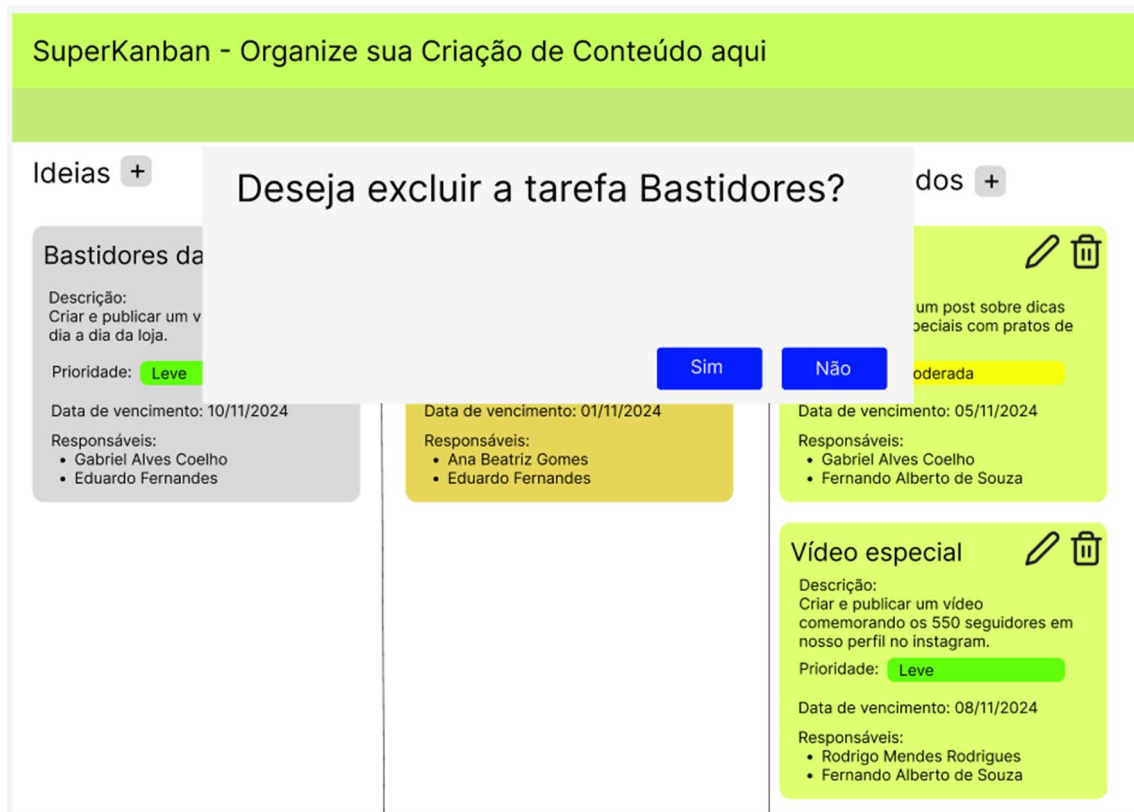 SuperKanban - Organize sua Criação de Conteúdo aqui
Ideias +
dos +
Deseja excluir a tarefa Bastidores?
Sim
Não
Bastidores da
Descrição:
Criar e publicar um v
dia a dia da loja.
Prioridade: Leve
Data de vencimento: 10/11/2024
Responsáveis:
• Gabriel Alves Coelho
• Eduardo Fernandes
Data de vencimento: 01/11/2024
Responsáveis:
• Ana Beatriz Gomes
• Eduardo Fernandes
um post sobre dicas
peciais com pratos de
oderada
Data de vencimento: 05/11/2024
Responsáveis:
• Gabriel Alves Coelho
• Fernando Alberto de Souza
Vídeo especial
Descrição:
Criar e publicar um vídeo
comemorando os 550 seguidores em
nosso perfil no instagram.
Prioridade: Leve
Data de vencimento: 08/11/2024
Responsáveis:
• Rodrigo Mendes Rodrigues
• Fernando Alberto de Souza